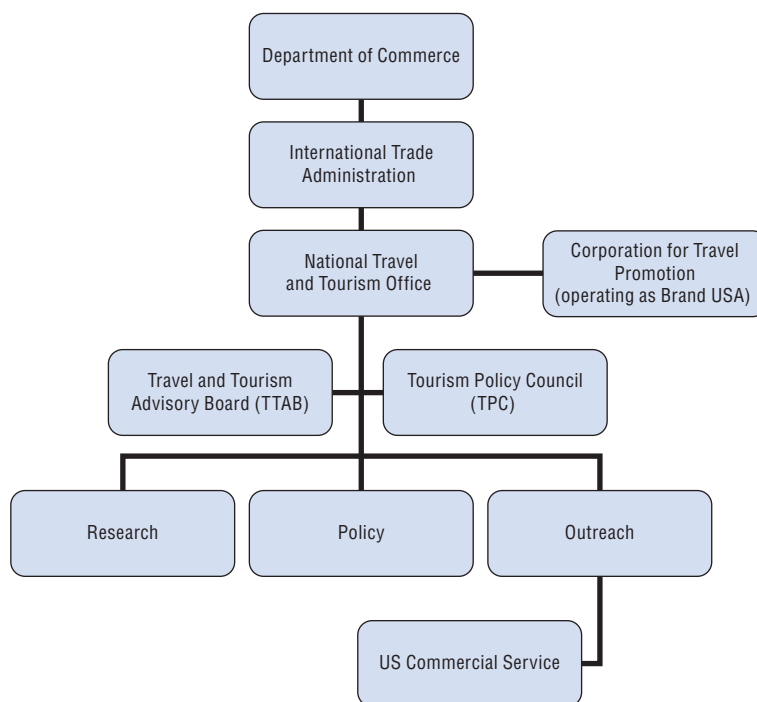 Department of Commerce
International Trade
Administration
National Travel
and Tourism Office
Corporation for Travel
Promotion
(operating as Brand USA)
Travel and Tourism
Advisory Board (TTAB)
Tourism Policy Council
(TPC)
Research
Policy
Outreach
US Commercial Service